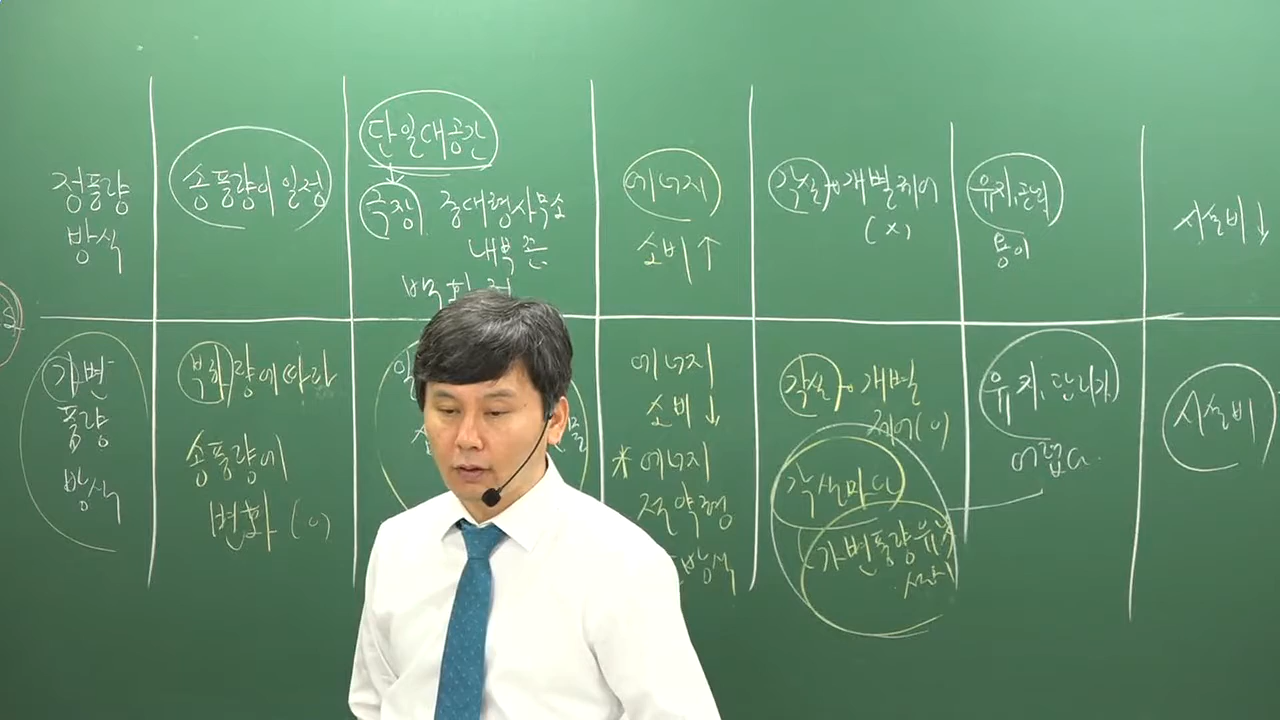 정풍량
방식
송풍량이 일정
단일대공간
극장 중대형사무소
내부존
백화점
에너지
소비↑
각실→개별제어
(×)
유지,관리
용이
시설비↓
가변
풍량
방식
부하량에따라
송풍량에
변화(○)
에너지
소비↓
*에너지
절약형
방식
각실→개별
제어(○)
각실마다
(가변풍량유닛
유지,관리가
어렵다.
시설비